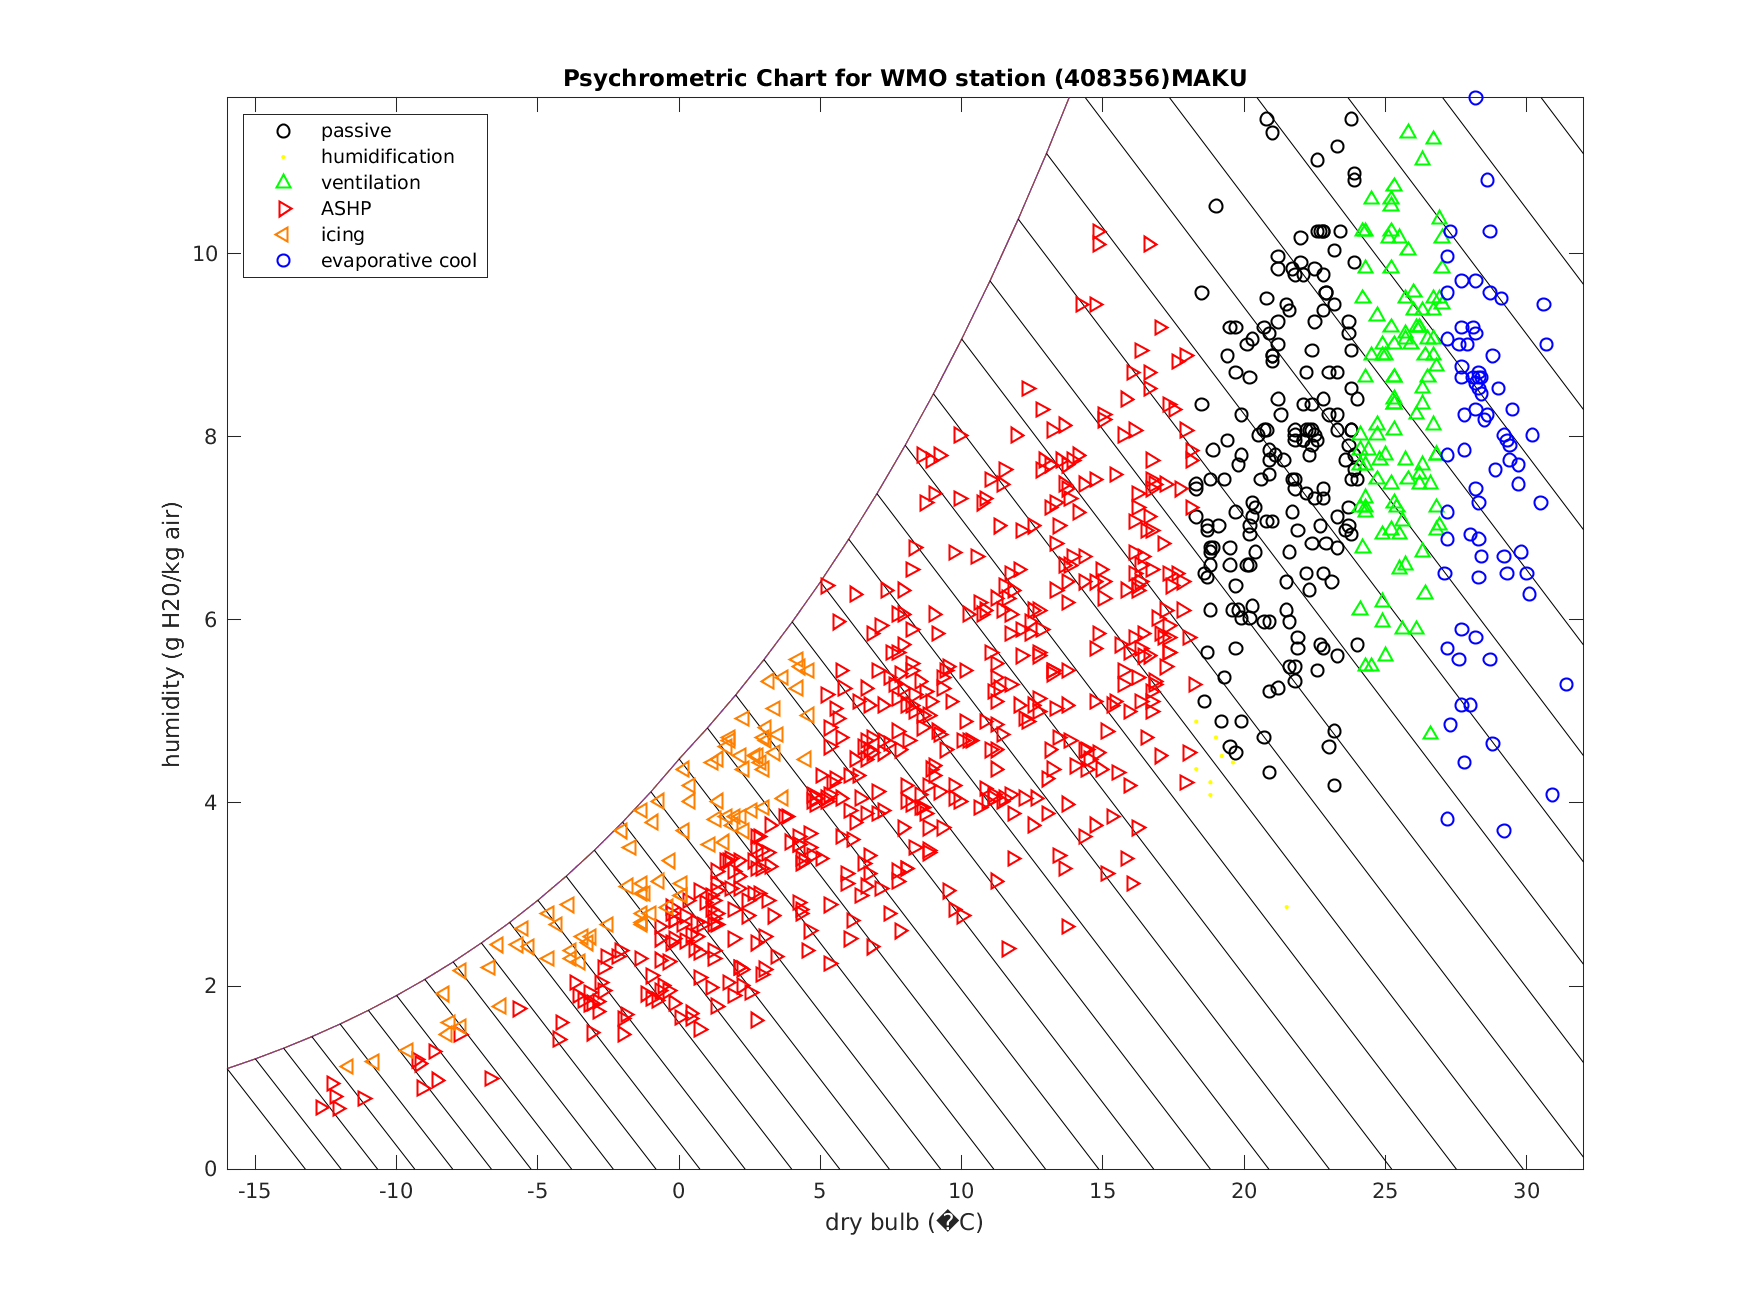 Psychrometric Chart for WMO station (408356)MAKU
passive
humidification
ventilation
ASHP
icing
evaporative cool
10
8
6
4
2
0
humidity (g H20/kg air)
-15 -10 -5 0 5 10 15 20 25 30
dry bulb (�C)